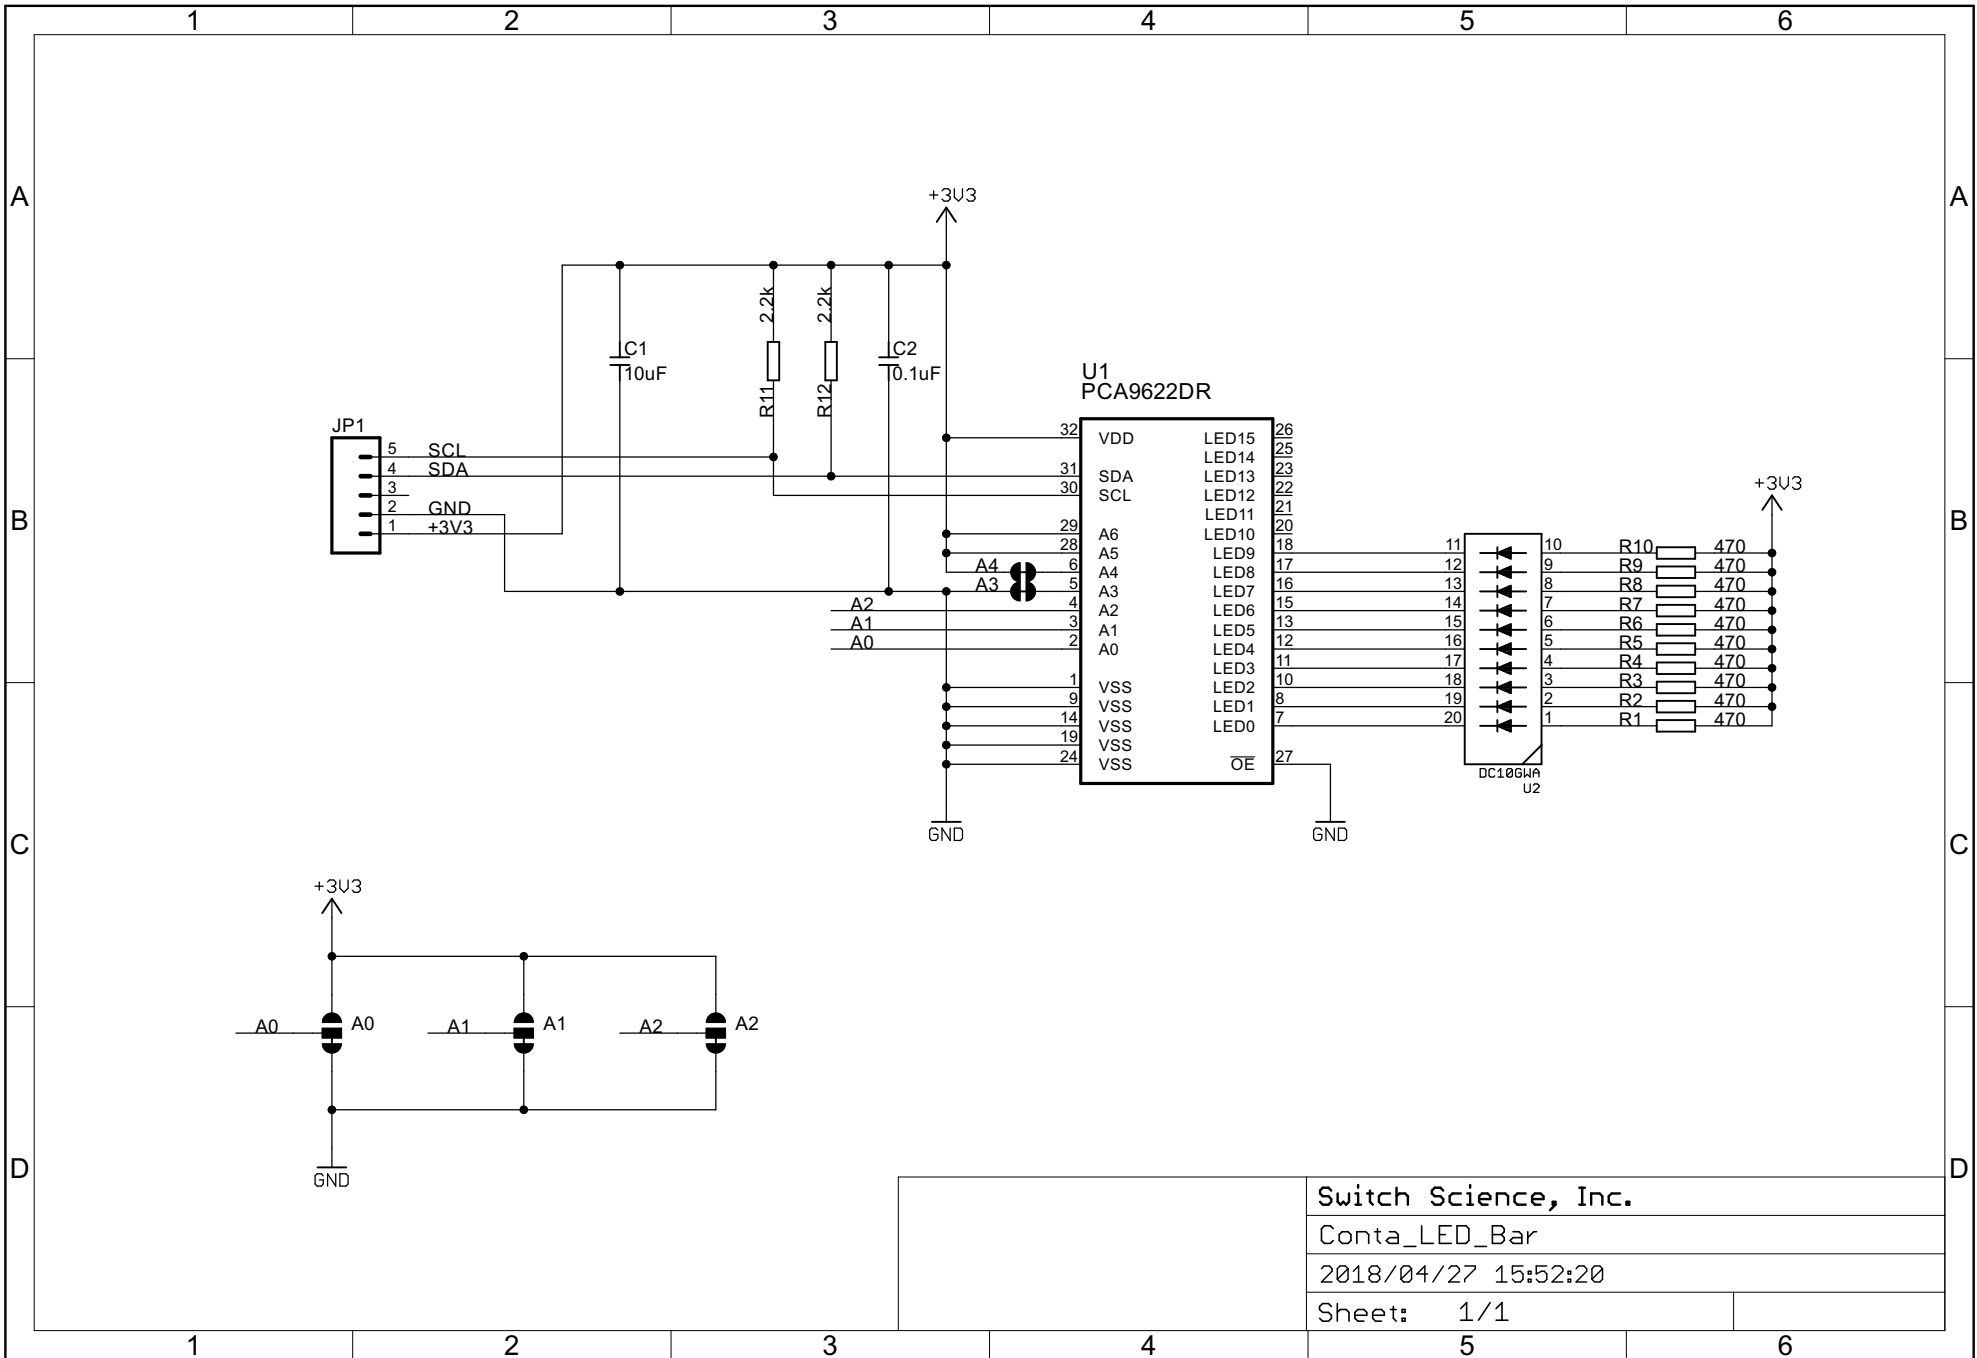 1 2 3 4 5 6
A A
+3V3
2.2k 2.2k
C1 C2
10uF 0.1uF
R11 R12
U1
PCA9622DR
JP1
5 SCL
4 SDA
3
2 GND
1 +3V3
32 VDD LED15 26
LED14 25
31 SDA LED13 23
30 SCL LED12 22
LED11 21
29 A6 LED10 20
28 A5 LED9 18
A4 6 A4 LED8 17
A3 5 A3 LED7 16
A2 4 A2 LED6 15
A1 3 A1 LED5 13
A0 2 A0 LED4 12
LED3 11
1 VSS LED2 10
9 VSS LED1 8
14 VSS LED0 7
19 VSS
24 VSS OE 27
GND GND
B B
+3V3
11 10 R10 470
12 9 R9 470
13 8 R8 470
14 7 R7 470
15 6 R6 470
16 5 R5 470
17 4 R4 470
18 3 R3 470
19 2 R2 470
20 1 R1 470
DC10GWA
U2
C C
+3V3
A0 A0 A1 A1 A2 A2
GND
D D
Switch Science, Inc.
Conta_LED_Bar
2018/04/27 15:52:20
Sheet: 1/1
1 2 3 4 5 6